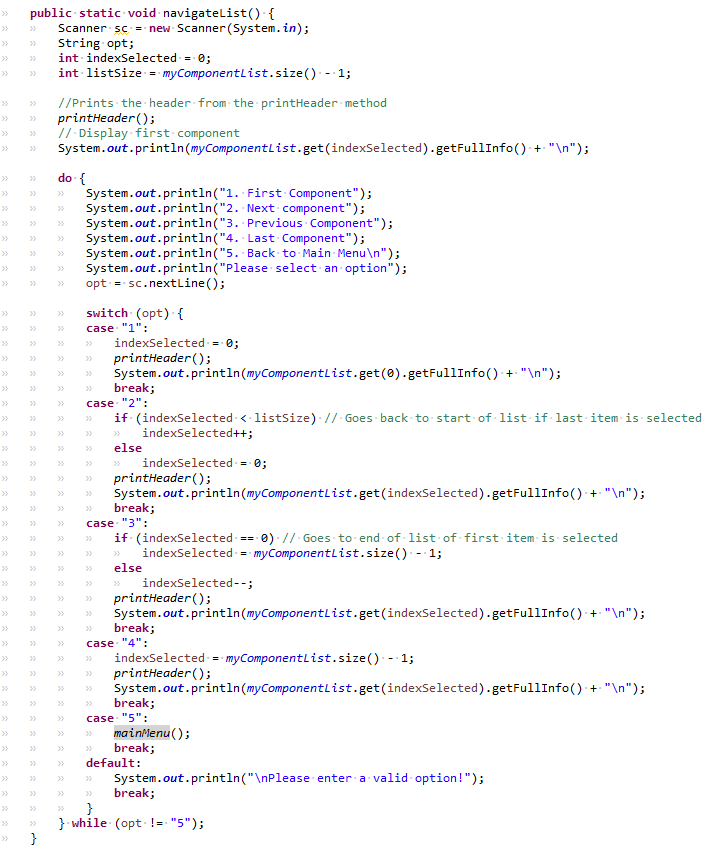 public static void navigateList() {
Scanner sc = new Scanner(System.in);
String opt;
int indexSelected = 0;
int listSize = myComponentList.size() - 1;
//Prints the header from the printHeader method
printHeader();
// Display first component
System.out.println(myComponentList.get(indexSelected).getFullInfo() + "\n");
do {
System.out.println("1. First Component");
System.out.println("2. Next component");
System.out.println("3. Previous Component");
System.out.println("4. Last Component");
System.out.println("5. Back to Main Menu\n");
System.out.println("Please select an option");
opt = sc.nextLine();
switch (opt) {
case "1":
indexSelected = 0;
printHeader();
System.out.println(myComponentList.get(0).getFullInfo() + "\n");
break;
case "2":
if (indexSelected < listSize) // Goes back to start of list if last item is selected
indexSelected++;
else
indexSelected = 0;
printHeader();
System.out.println(myComponentList.get(indexSelected).getFullInfo() + "\n");
break;
case "3":
if (indexSelected == 0) // Goes to end of list of first item is selected
indexSelected = myComponentList.size() - 1;
else
indexSelected--;
printHeader();
System.out.println(myComponentList.get(indexSelected).getFullInfo() + "\n");
break;
case "4":
indexSelected = myComponentList.size() - 1;
printHeader();
System.out.println(myComponentList.get(indexSelected).getFullInfo() + "\n");
break;
case "5":
mainMenu();
break;
default:
System.out.println("\nPlease enter a valid option!");
break;
}
} while (opt != "5");
}